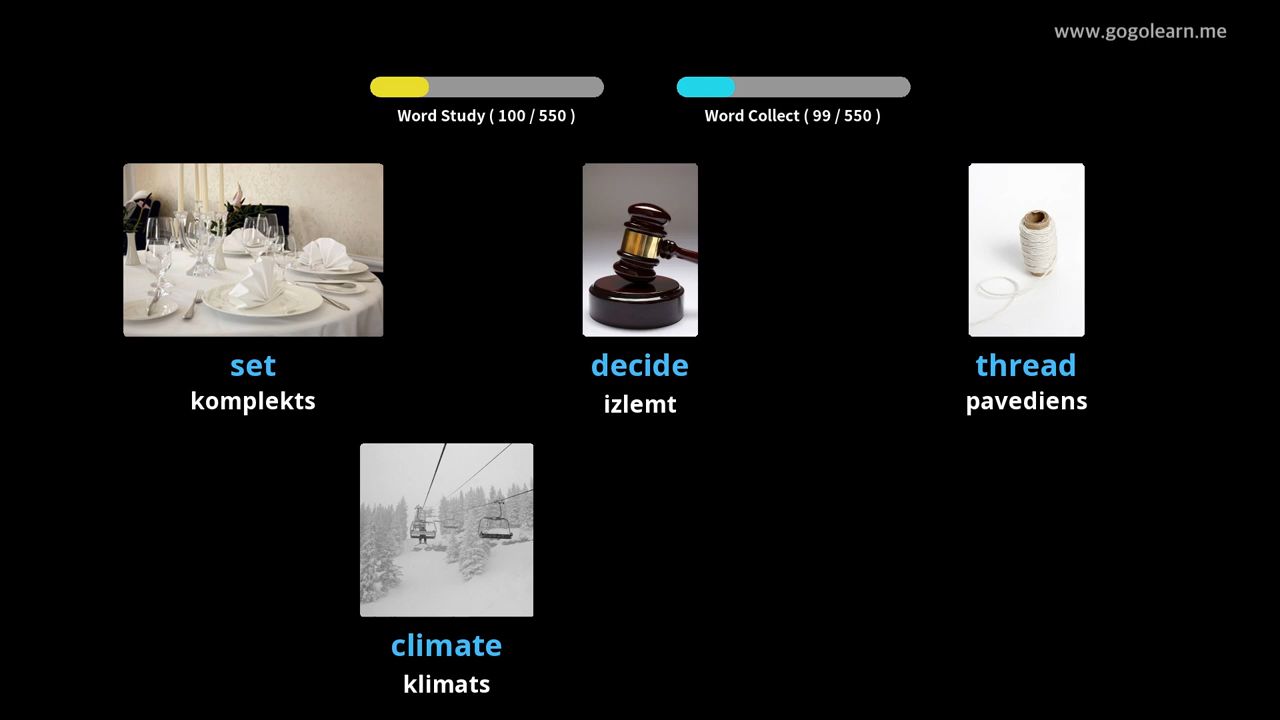 www.gogolearn.me
Word Study ( 100 / 550 )
Word Collect ( 99 / 550 )
set
komplekts
decide
izlemt
thread
pavediens
climate
klimats